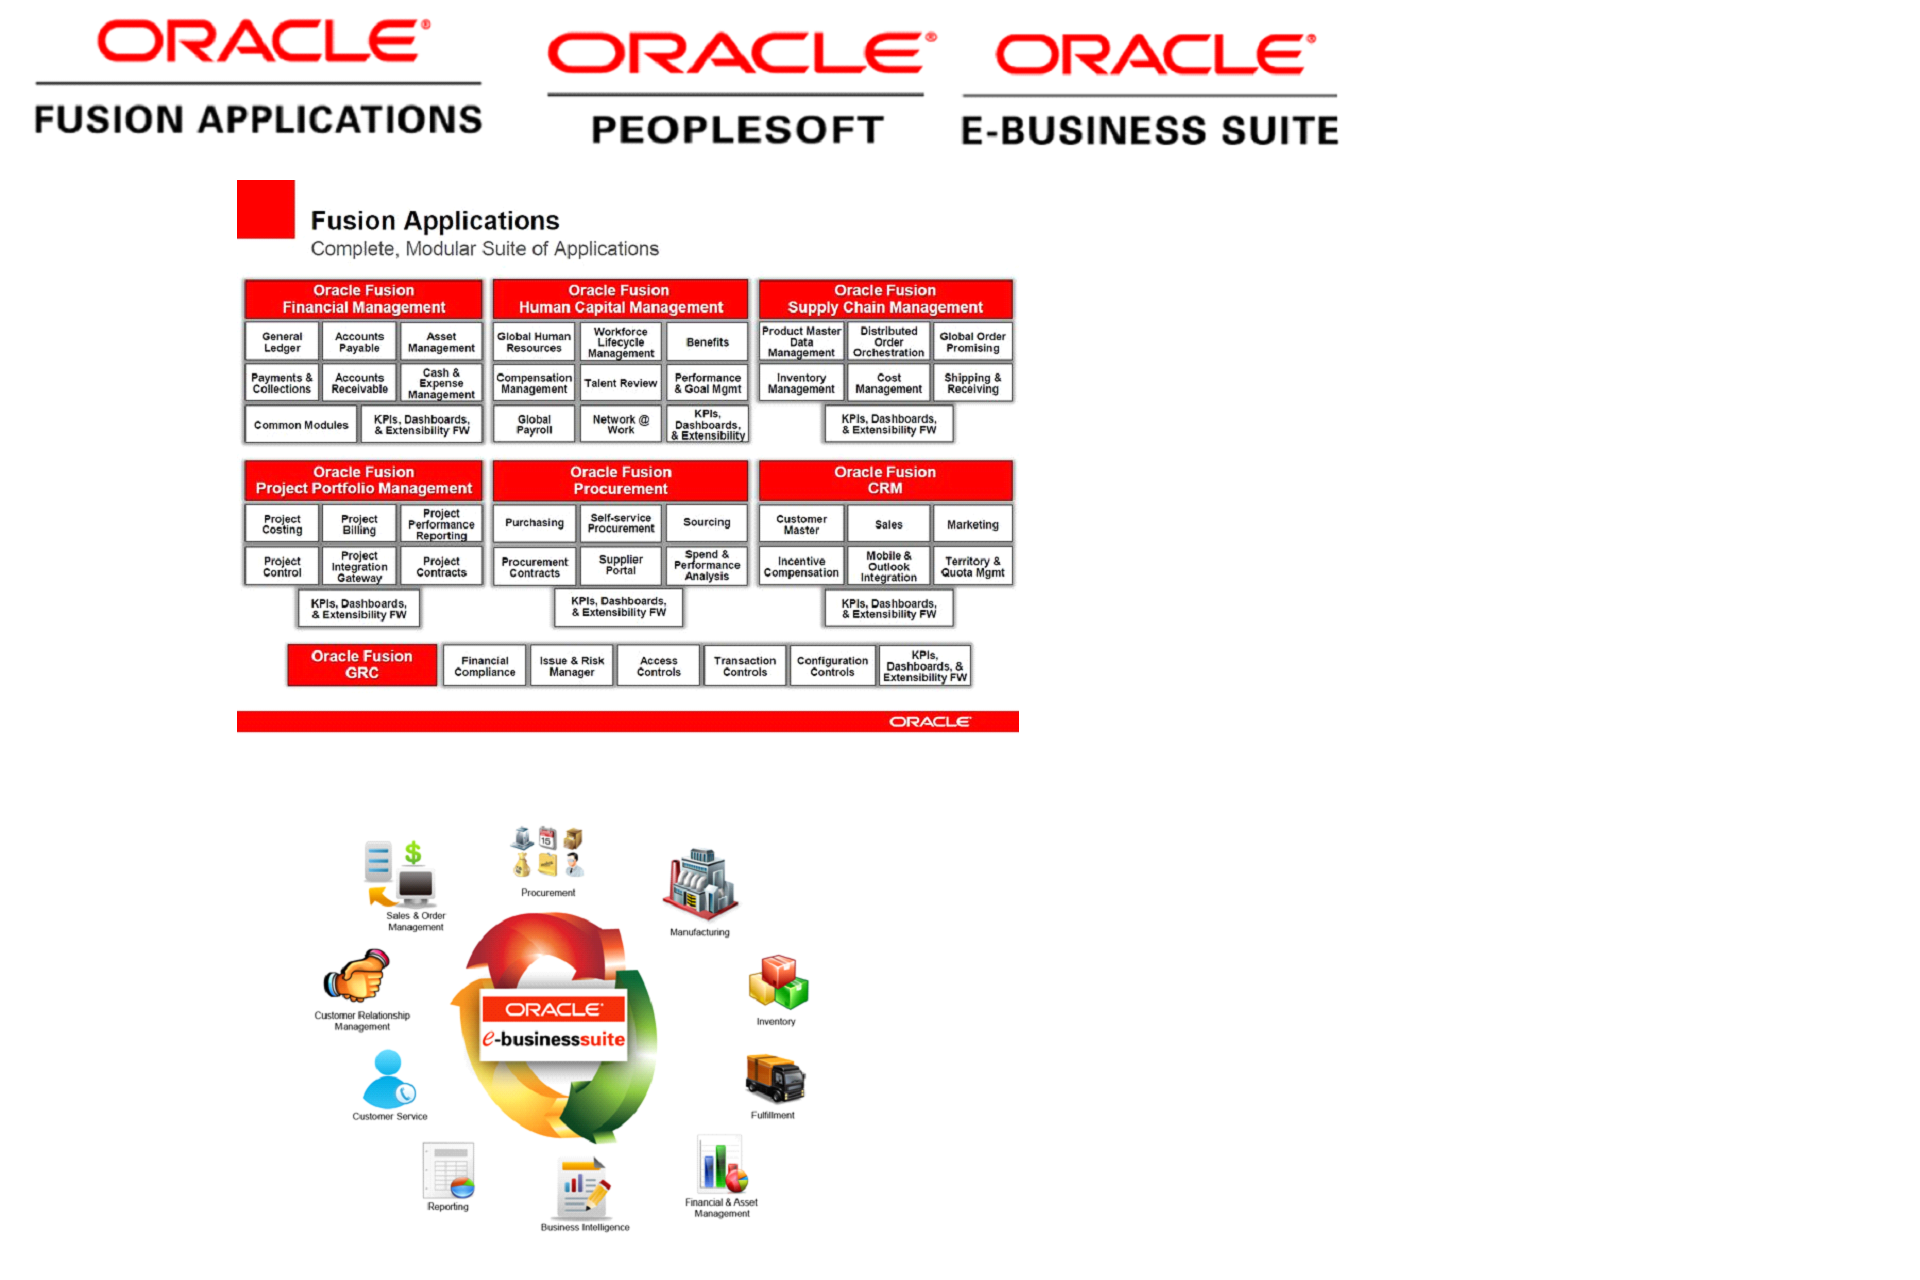 ORACLE®
FUSION APPLICATIONS
ORACLE®
PEOPLESOFT
ORACLE®
E-BUSINESS SUITE
Fusion Applications
Complete, Modular Suite of Applications
Oracle Fusion
Financial Management
General
Ledger
Accounts
Payable
Asset
Management
Payments &
Collections
Accounts
Receivable
Cash &
Expense
Management
Common Modules
KPIs, Dashboards,
& Extensibility FW
Oracle Fusion
Human Capital Management
Global Human
Resources
Workforce
Lifecycle
Management
Benefits
Compensation
Management
Talent Review
Performance
& Goal Mgmt
Global
Payroll
Network @
Work
KPIs,
Dashboards,
& Extensibility
Oracle Fusion
Supply Chain Management
Product Master
Data
Management
Distributed
Order
Orchestration
Global Order
Promising
Inventory
Management
Cost
Management
Shipping &
Receiving
KPIs, Dashboards,
& Extensibility FW
Oracle Fusion
Project Portfolio Management
Project
Costing
Project
Billing
Project
Performance
Reporting
Project
Control
Project
Integration
Gateway
Project
Contracts
KPIs, Dashboards,
& Extensibility FW
Oracle Fusion
Procurement
Purchasing
Self-service
Procurement
Sourcing
Procurement
Contracts
Supplier
Portal
Spend &
Performance
Analysis
KPIs, Dashboards,
& Extensibility FW
Oracle Fusion
CRM
Customer
Master
Sales
Marketing
Incentive
Compensation
Mobile &
Outlook
Integration
Territory &
Quota Mgmt
KPIs, Dashboards,
& Extensibility FW
Oracle Fusion
GRC
Financial
Compliance
Issue & Risk
Manager
Access
Controls
Transaction
Controls
Configuration
Controls
KPIs,
Dashboards, &
Extensibility FW
ORACLE
$
15
Procurement
Sales & Order
Management
Manufacturing
Customer Relationship
Management
ORACLE
e-businesssuite
Inventory
Customer Service
Fulfillment
Reporting
Business Intelligence
Financial & Asset
Management